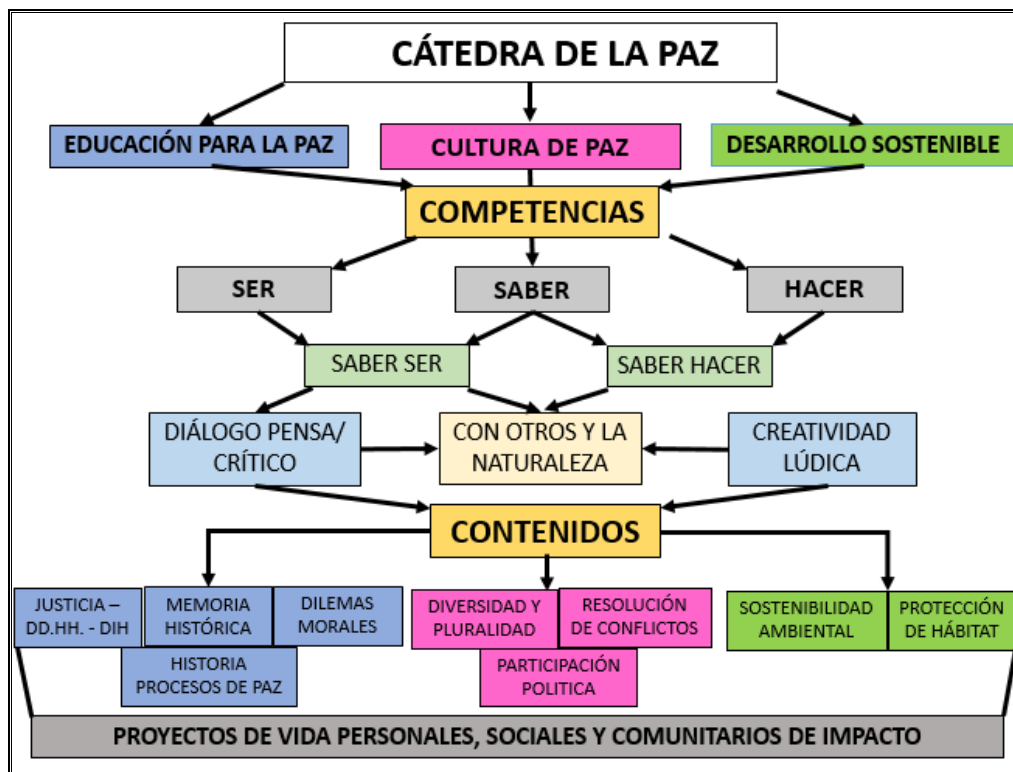 CÁTEDRA DE LA PAZ
EDUCACIÓN PARA LA PAZ
CULTURA DE PAZ
DESARROLLO SOSTENIBLE
COMPETENCIAS
SER
SABER
HACER
SABER SER
SABER HACER
DIÁLOGO PENSA/
CRÍTICO
CON OTROS Y LA
NATURALEZA
CREATIVIDAD
LÚDICA
CONTENIDOS
JUSTICIA –
DD.HH. - DIH
MEMORIA
HISTÓRICA
DILEMAS
MORALES
HISTORIA
PROCESOS DE PAZ
DIVERSIDAD Y
PLURALIDAD
RESOLUCIÓN
DE CONFLICTOS
PARTICIPACIÓN
POLITICA
SOSTENIBILIDAD
AMBIENTAL
PROTECCIÓN
DE HÁBITAT
PROYECTOS DE VIDA PERSONALES, SOCIALES Y COMUNITARIOS DE IMPACTO